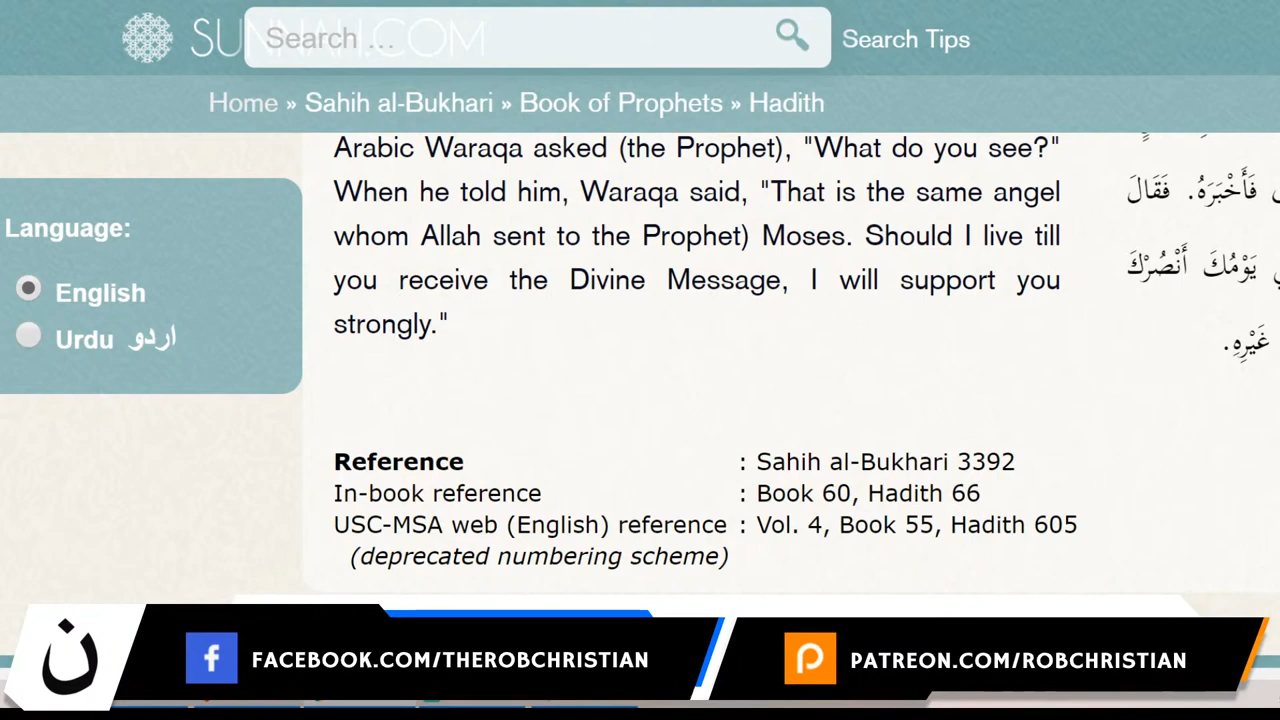 SUNNAH.COM
Search ...
Search Tips
Home » Sahih al-Bukhari » Book of Prophets » Hadith
Arabic Waraqa asked (the Prophet), "What do you see?"
When he told him, Waraqa said, "That is the same angel
whom Allah sent to the Prophet) Moses. Should I live till
you receive the Divine Message, I will support you
strongly."
فَأَخْبَرَهُ. فَقَالَ
يَوْمُكَ أَنْصُرْكَ
غَيْرِهِ.
Language:
English
Urdu اردو
Reference : Sahih al-Bukhari 3392
In-book reference : Book 60, Hadith 66
USC-MSA web (English) reference : Vol. 4, Book 55, Hadith 605
(deprecated numbering scheme)
ن
FACEBOOK.COM/THEROBCHRISTIAN
PATREON.COM/ROBCHRISTIAN